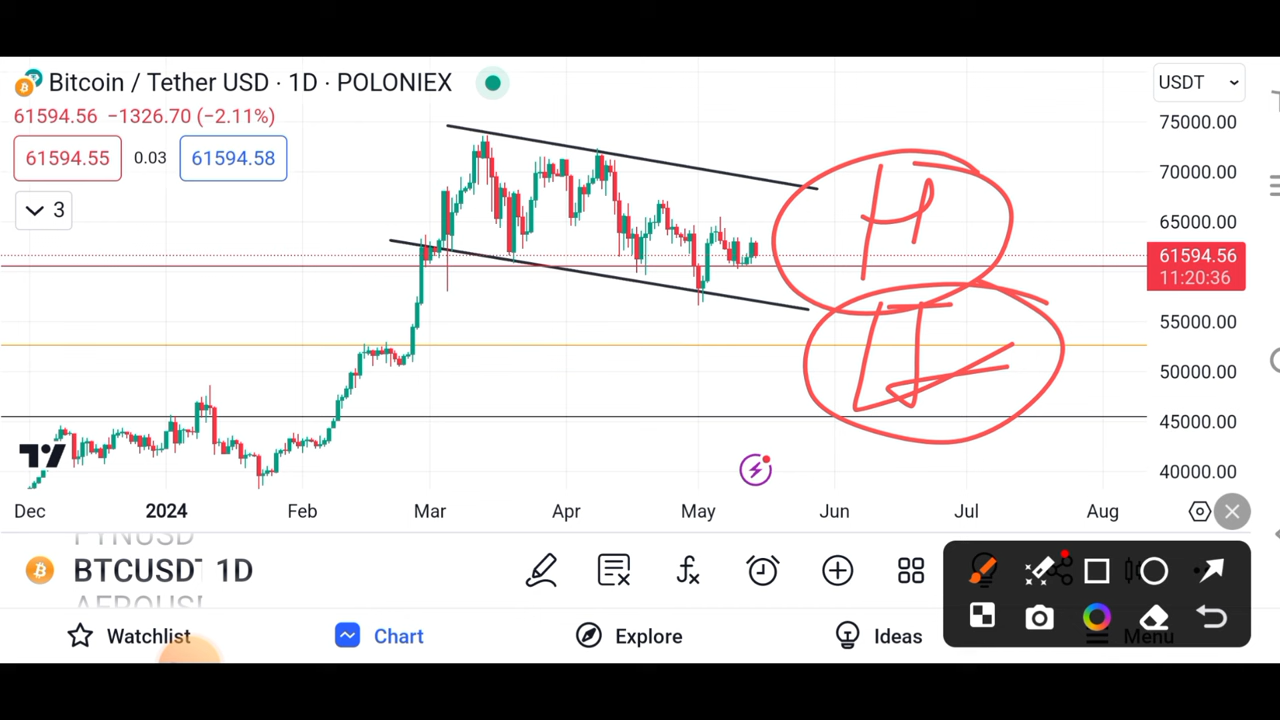 Bitcoin / Tether USD · 1D · POLONIEX
USDT
61594.56 −1326.70 (−2.11%)
61594.55 0.03 61594.58
3
75000.00
70000.00
65000.00
61594.56
11:20:36
55000.00
50000.00
45000.00
40000.00
Dec 2024 Feb Mar Apr May Jun Jul Aug
BTCUSDT 1D
Watchlist Chart Explore Ideas Menu